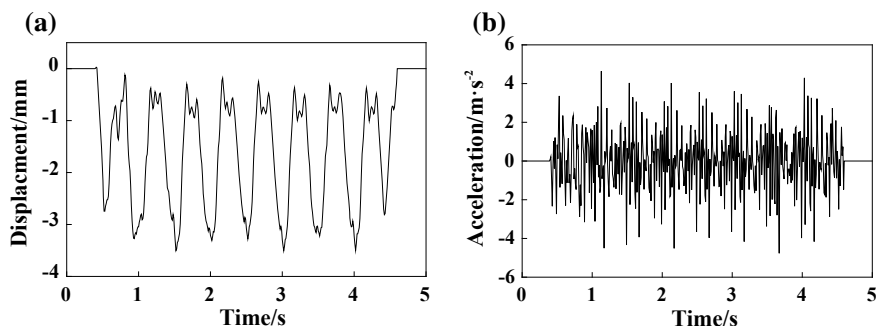 (a)
Displacment/mm
0
-1
-2
-3
-4
0 1 2 3 4 5
Time/s
(b)
Acceleration/m·s⁻²
6
4
2
0
-2
-4
-6
0 1 2 3 4 5
Time/s